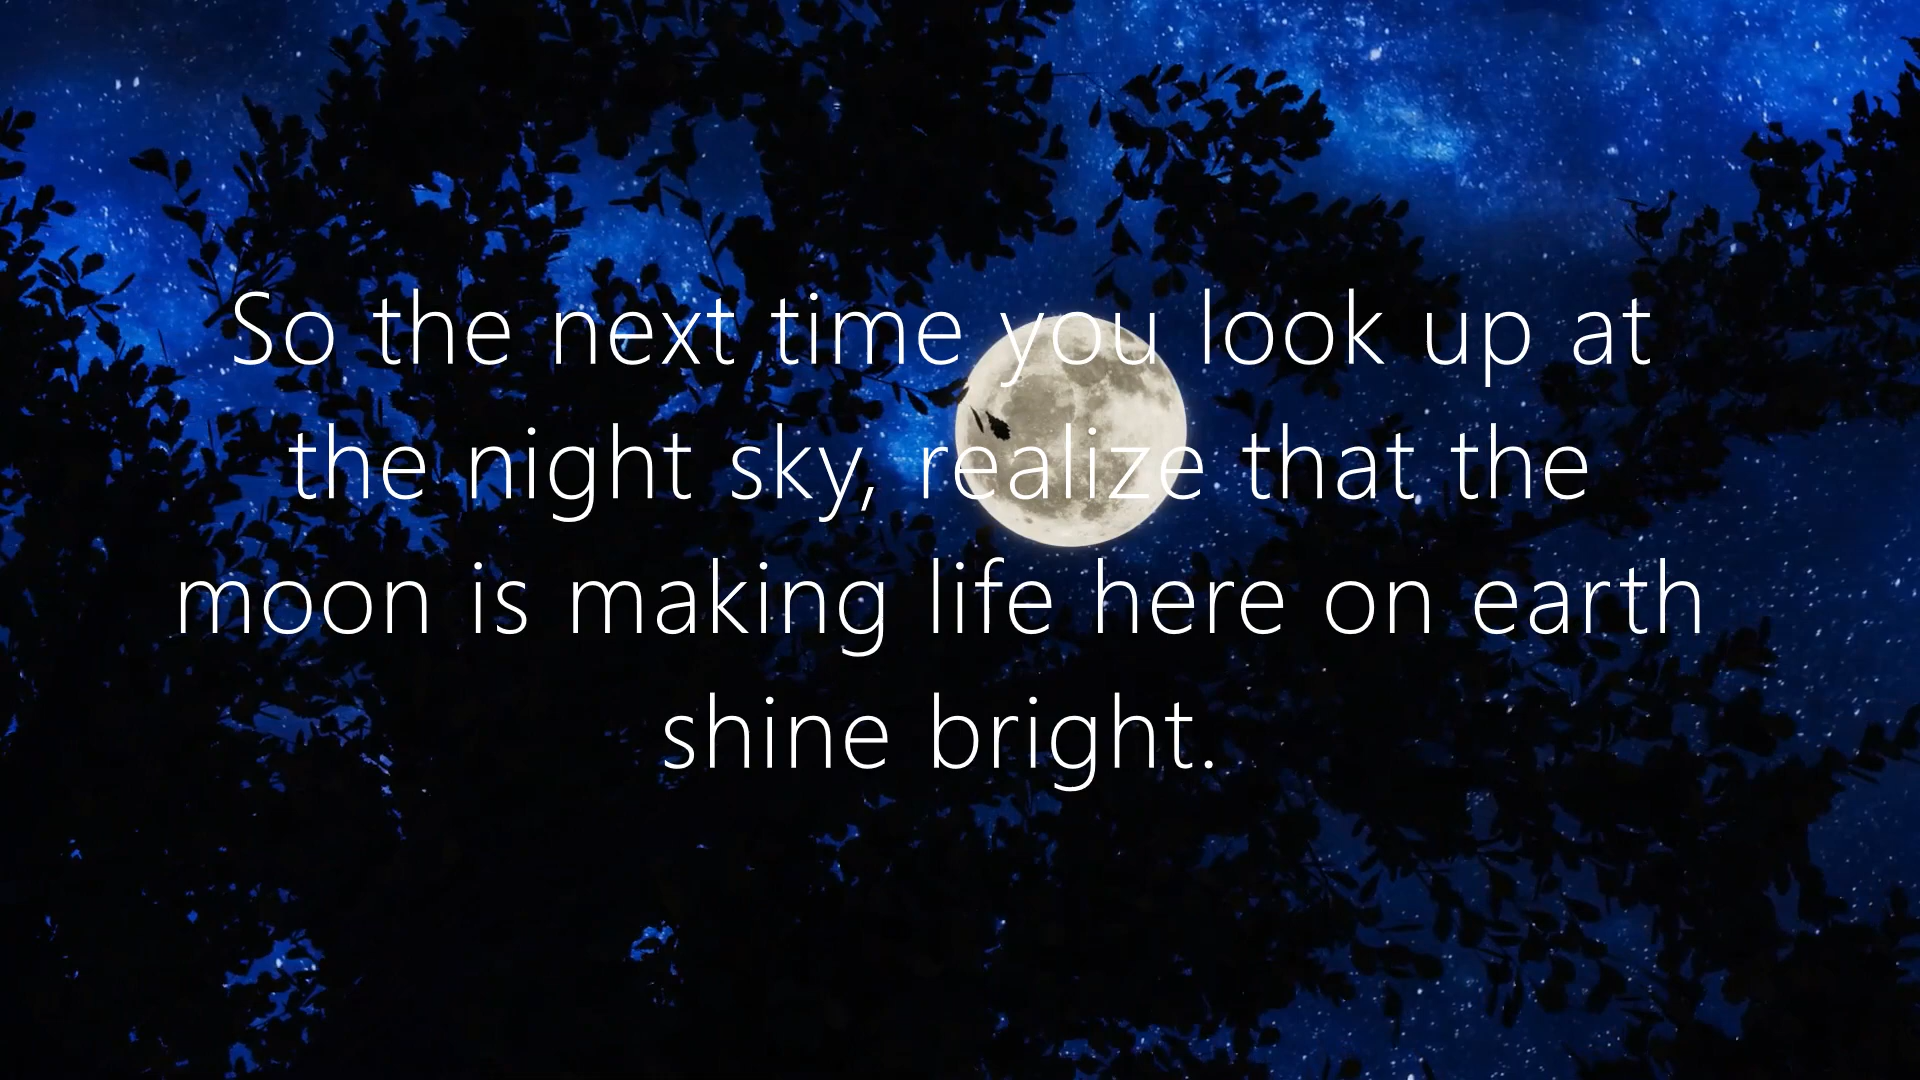 So the next time you look up at
the night sky, realize that the
moon is making life here on earth
shine bright.